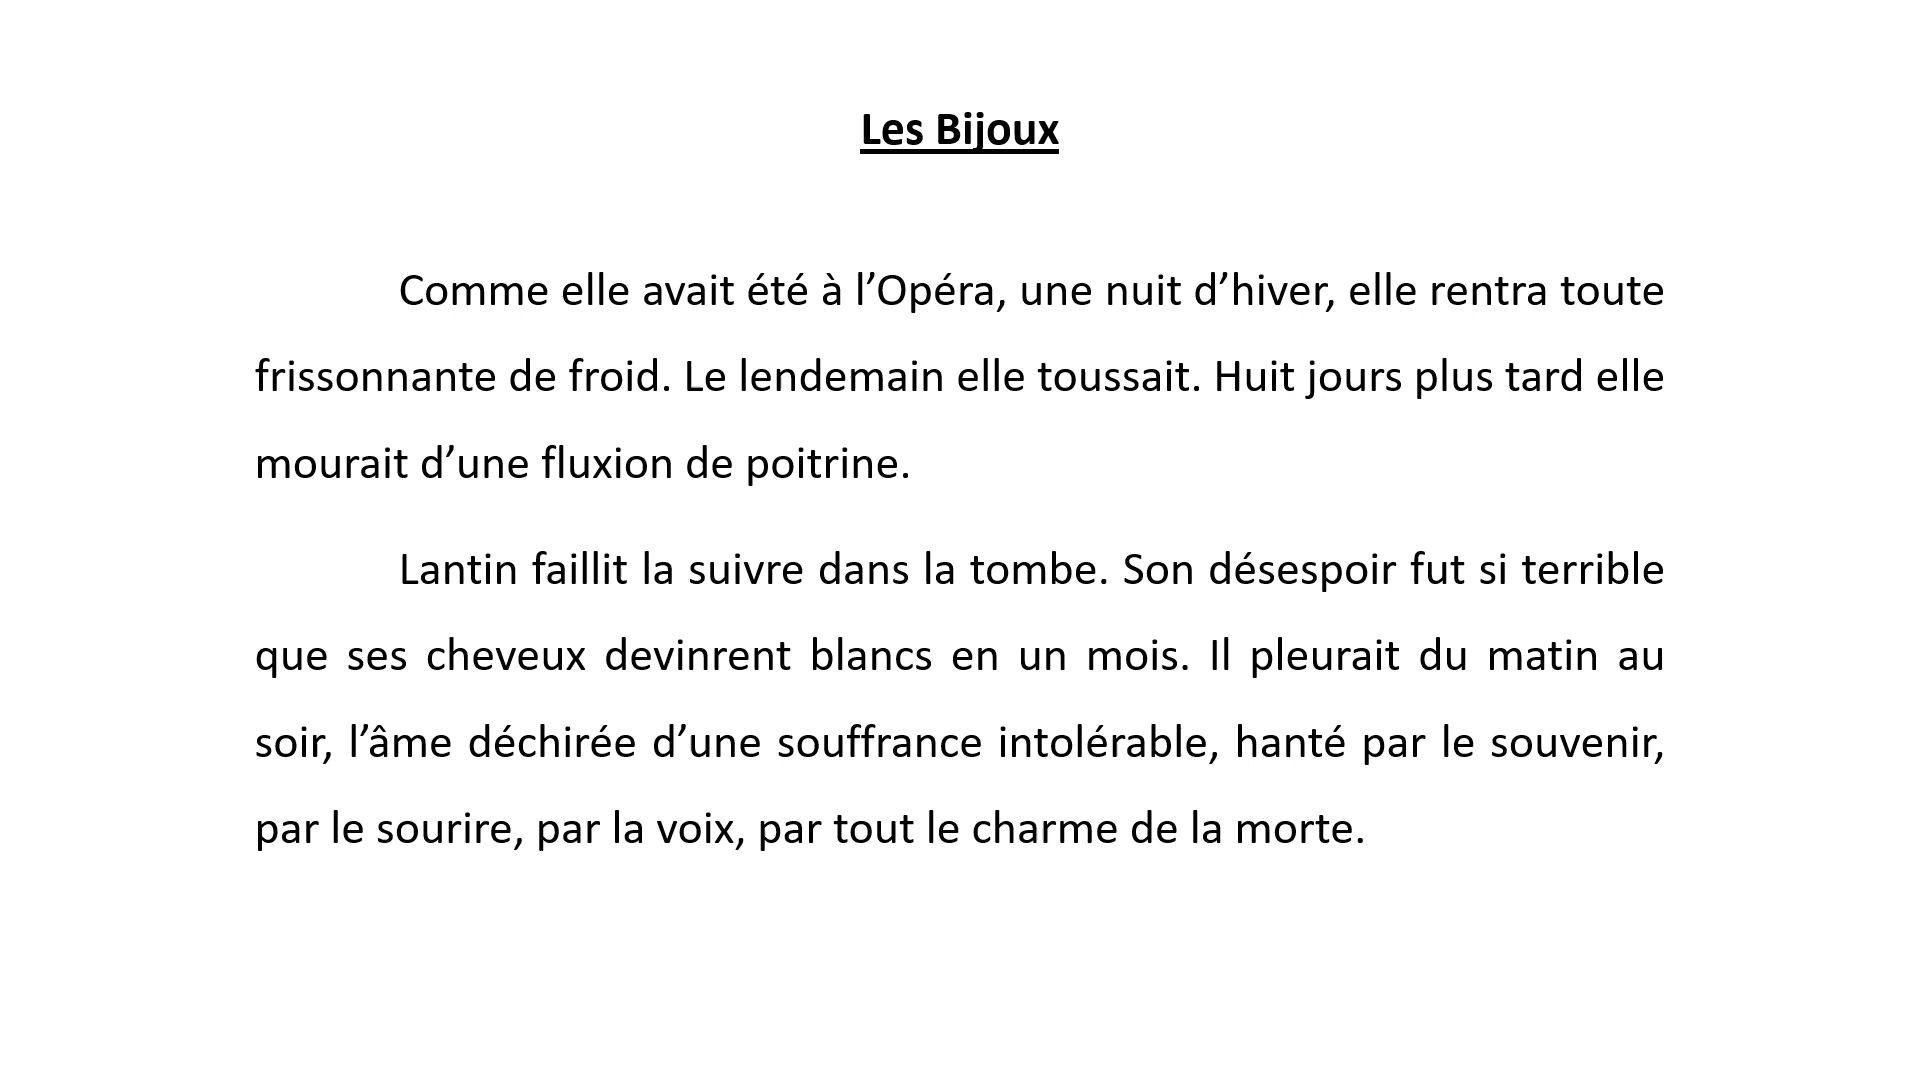 Les Bijoux
Comme elle avait été à l’Opéra, une nuit d’hiver, elle rentra toute
frissonnante de froid. Le lendemain elle toussait. Huit jours plus tard elle
mourait d’une fluxion de poitrine.
Lantin faillit la suivre dans la tombe. Son désespoir fut si terrible
que ses cheveux devinrent blancs en un mois. Il pleurait du matin au
soir, l’âme déchirée d’une souffrance intolérable, hanté par le souvenir,
par le sourire, par la voix, par tout le charme de la morte.